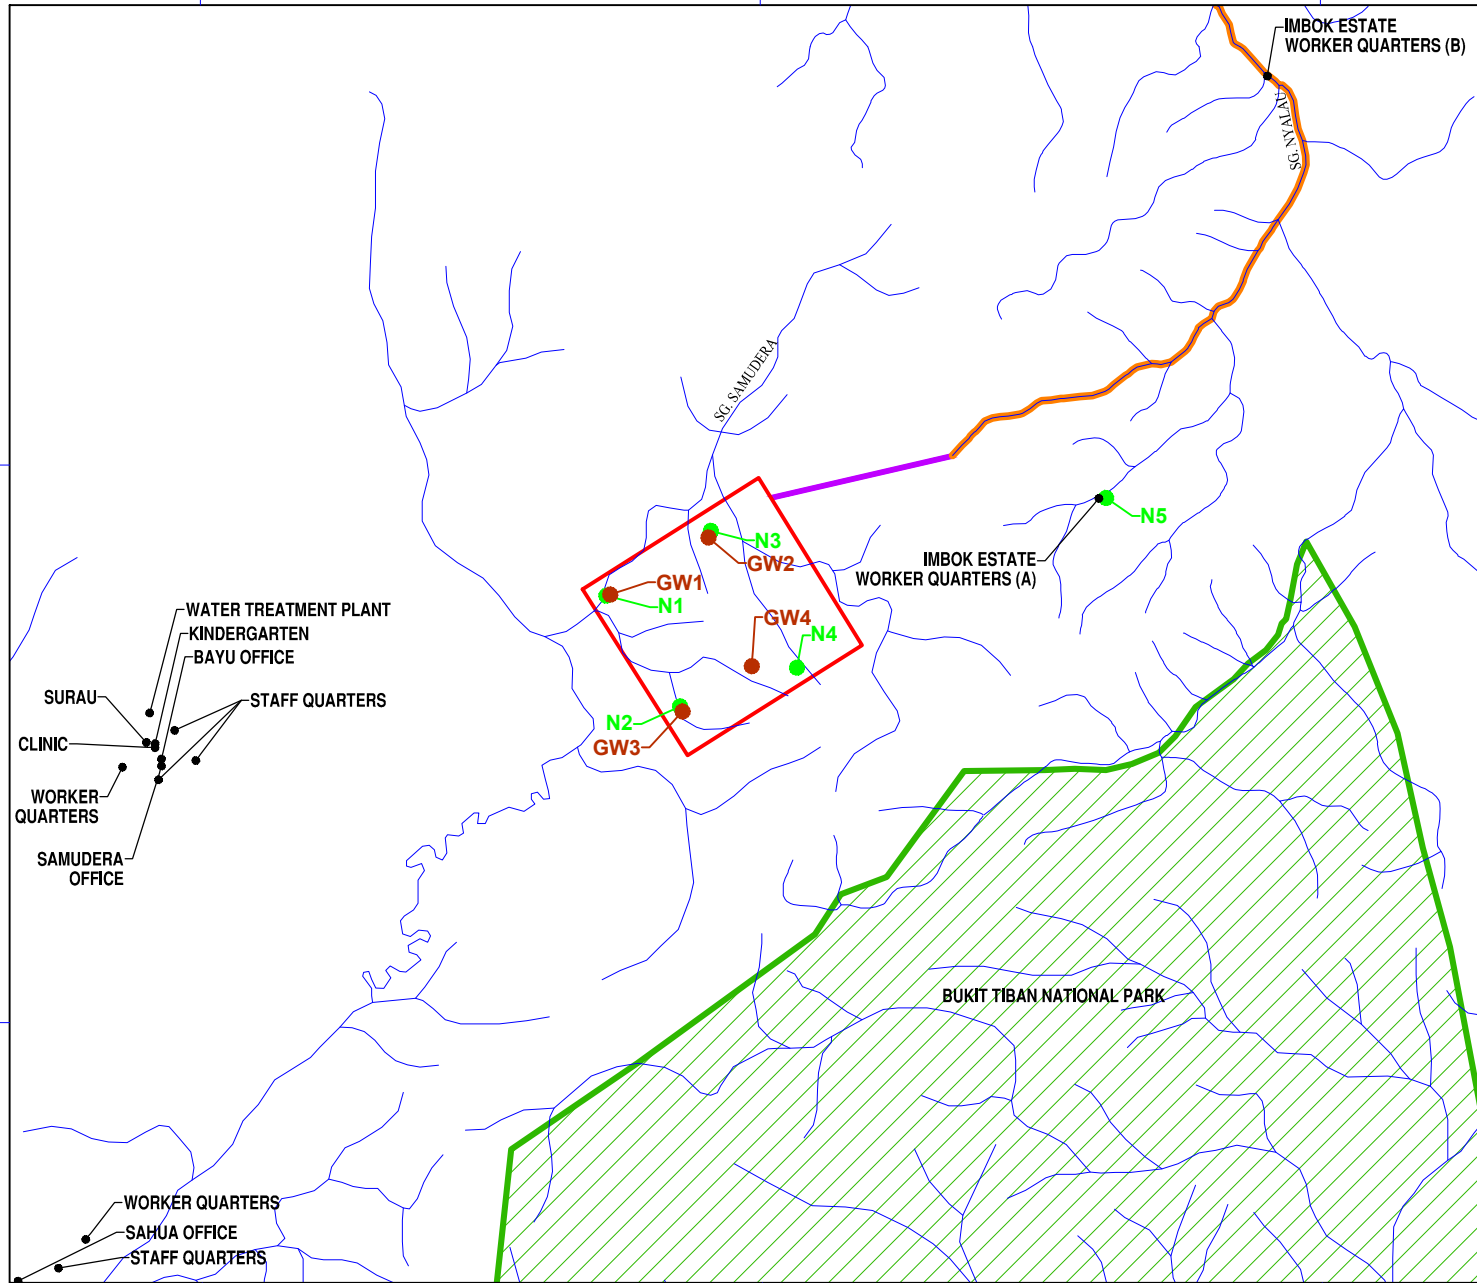 IMBOK ESTATE
WORKER QUARTERS (B)
SG. NYALAU
SG. SAMUDERA
N5
N3
GW2
IMBOK ESTATE
WORKER QUARTERS (A)
GW1
N1
GW4
N4
N2
GW3
WATER TREATMENT PLANT
KINDERGARTEN
BAYU OFFICE
SURAU
STAFF QUARTERS
CLINIC
WORKER
QUARTERS
SAMUDERA
OFFICE
BUKIT TIBAN NATIONAL PARK
WORKER QUARTERS
SAHUA OFFICE
STAFF QUARTERS